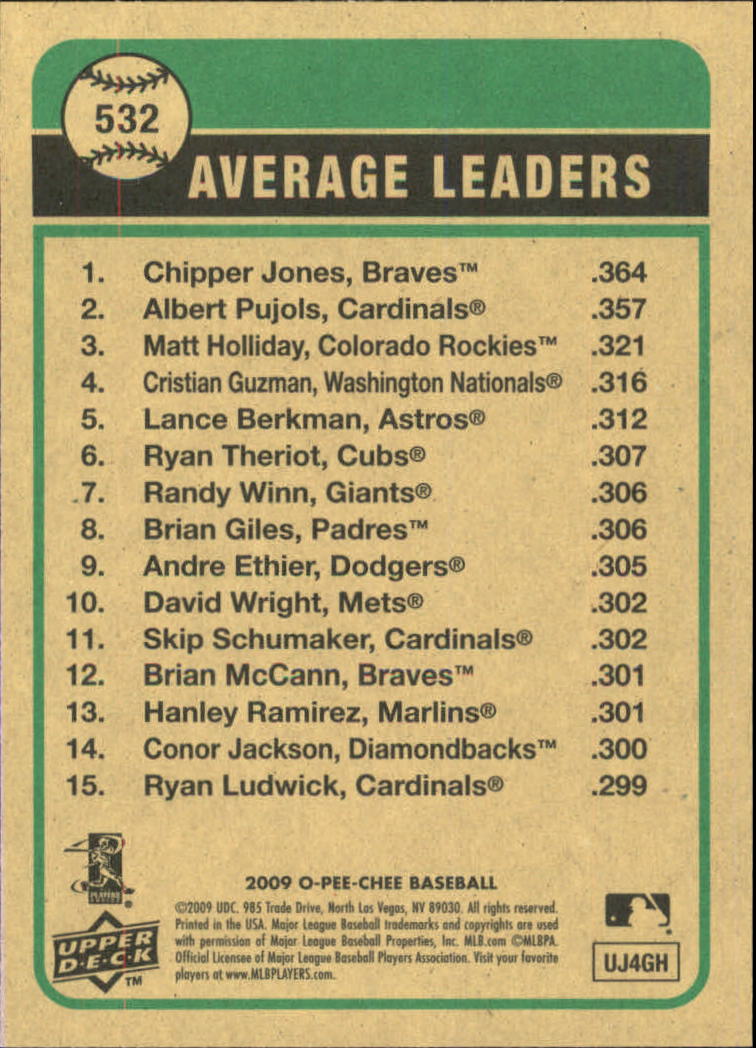 532
AVERAGE LEADERS
1. Chipper Jones, Braves™ .364
2. Albert Pujols, Cardinals® .357
3. Matt Holliday, Colorado Rockies™ .321
4. Cristian Guzman, Washington Nationals® .316
5. Lance Berkman, Astros® .312
6. Ryan Theriot, Cubs® .307
7. Randy Winn, Giants® .306
8. Brian Giles, Padres™ .306
9. Andre Ethier, Dodgers® .305
10. David Wright, Mets® .302
11. Skip Schumaker, Cardinals® .302
12. Brian McCann, Braves™ .301
13. Hanley Ramirez, Marlins® .301
14. Conor Jackson, Diamondbacks™ .300
15. Ryan Ludwick, Cardinals® .299
2009 O-PEE-CHEE BASEBALL
©2009 UDC. 985 Trade Drive, North Las Vegas, NV 89030. All rights reserved.
Printed in the USA. Major League Baseball trademarks and copyrights are used
with permission of Major League Baseball Properties, Inc. MLB.com ©MLBPA.
Official Licensee of Major League Baseball Players Association. Visit your favorite
players at www.MLBPLAYERS.com.
PLAYERS
®
UPPER
D·E·C·K
™
®
UJ4GH